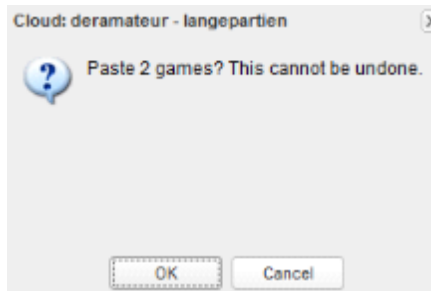 Cloud: deramateur - langepartien
Paste 2 games? This cannot be undone.
OK
Cancel